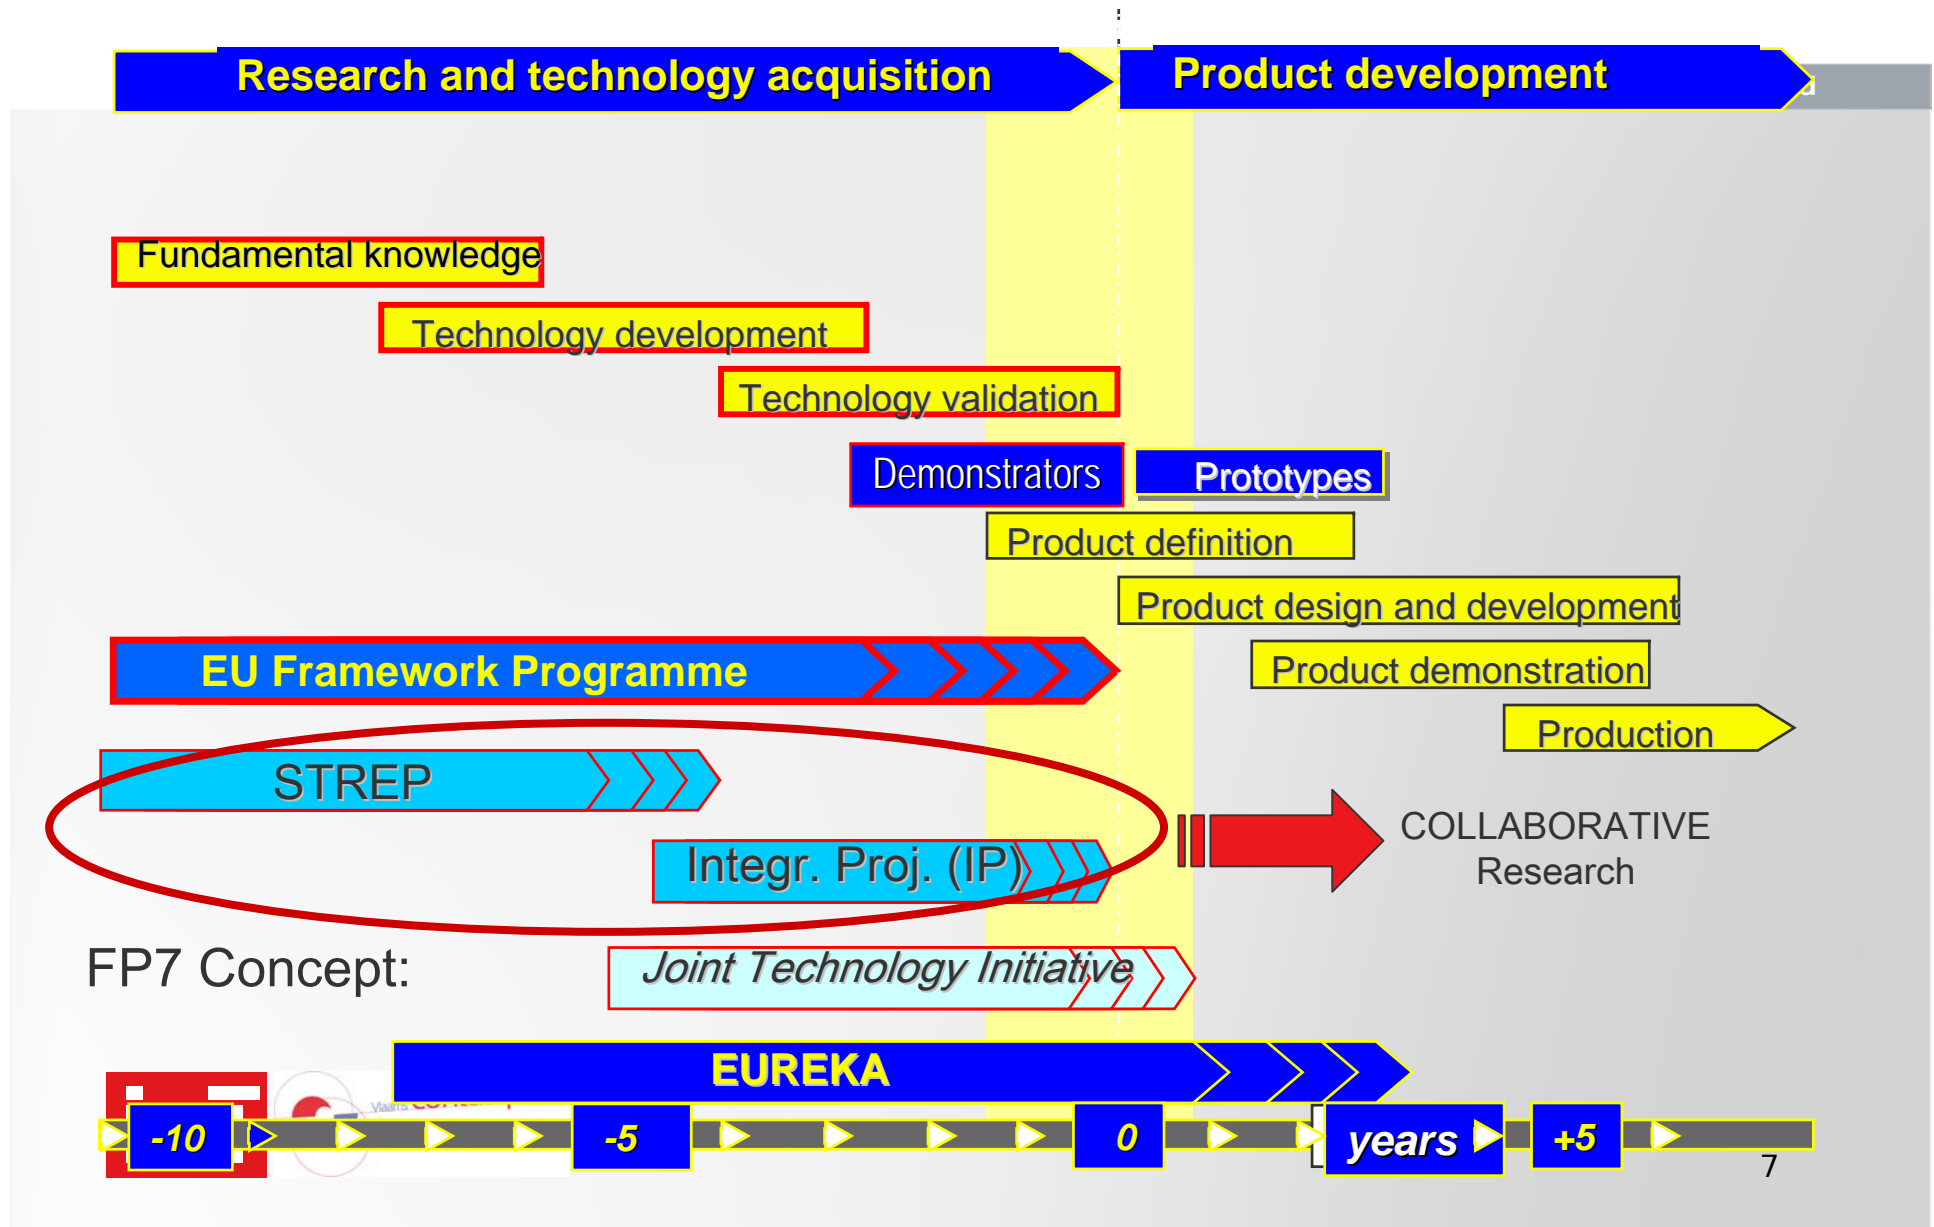 Research and technology acquisition
Product development
Fundamental knowledge
Technology development
Technology validation
Demonstrators
Prototypes
Product definition
Product design and development
EU Framework Programme
Product demonstration
Production
STREP
COLLABORATIVE
Research
Integr. Proj. (IP)
FP7 Concept:
Joint Technology Initiative
EUREKA
-10
-5
0
years
+5
7